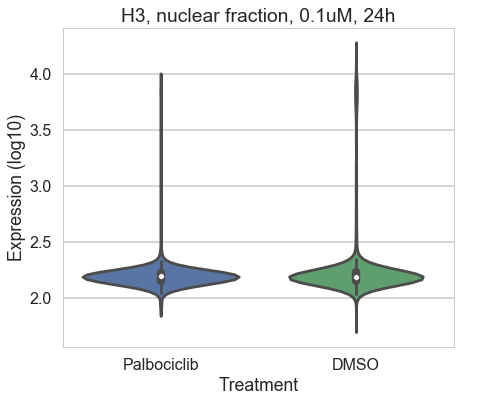 H3, nuclear fraction, 0.1uM, 24h
Expression (log10)
4.0
3.5
3.0
2.5
2.0
Palbociclib DMSO
Treatment